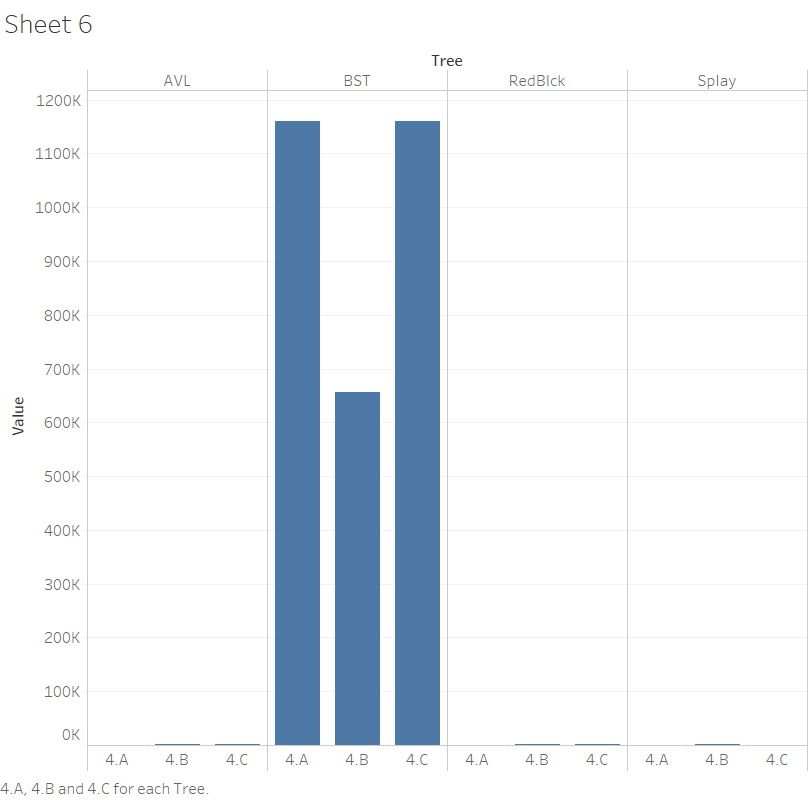 Sheet 6
Tree
AVL BST RedBlck Splay
1200K
1100K
1000K
900K
800K
700K
600K
500K
400K
300K
200K
100K
0K
Value
4.A 4.B 4.C 4.A 4.B 4.C 4.A 4.B 4.C 4.A 4.B 4.C
4.A, 4.B and 4.C for each Tree.